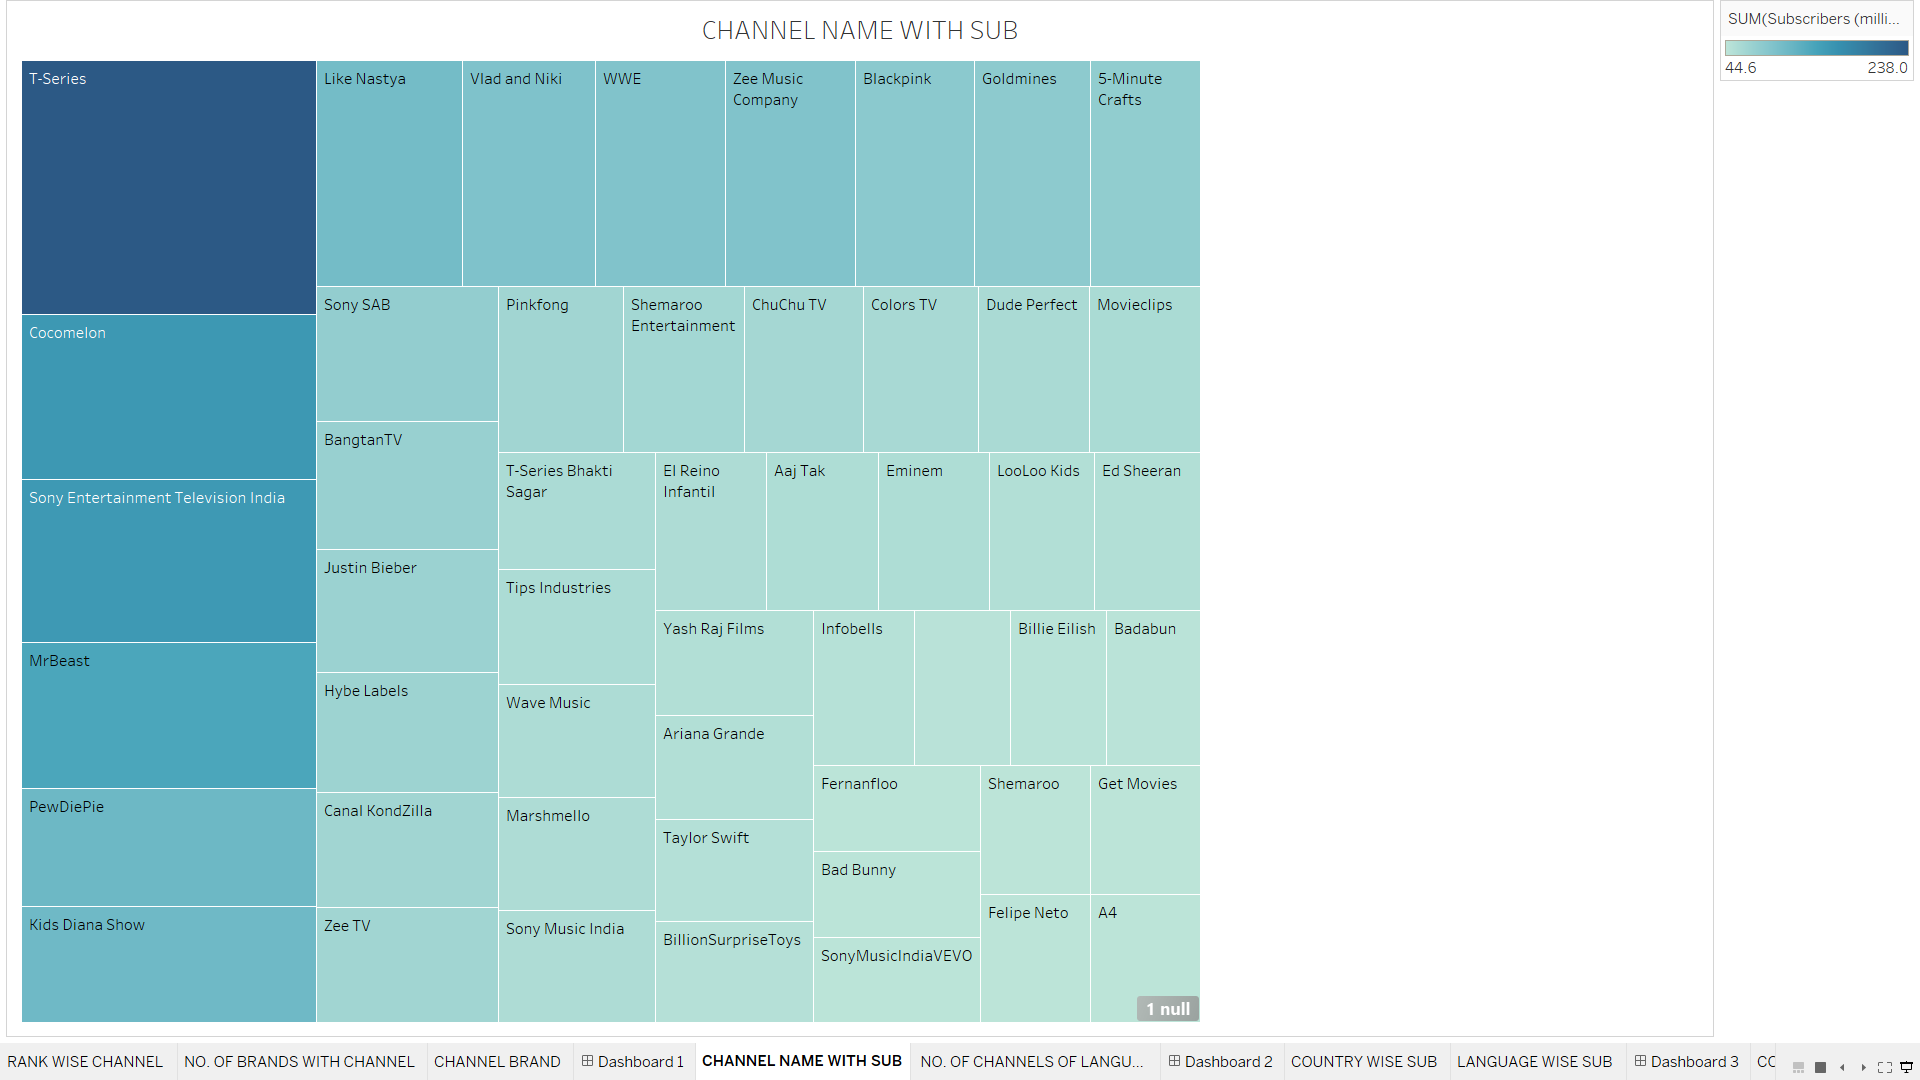 CHANNEL NAME WITH SUB
SUM(Subscribers (milli...
44.6
238.0
T-Series
Cocomelon
Sony Entertainment Television India
MrBeast
PewDiePie
Kids Diana Show
Like Nastya
Vlad and Niki
WWE
Zee Music
Company
Blackpink
Goldmines
5-Minute
Crafts
Sony SAB
BangtanTV
Justin Bieber
Hybe Labels
Canal KondZilla
Zee TV
Pinkfong
Shemaroo
Entertainment
ChuChu TV
Colors TV
Dude Perfect
Movieclips
T-Series Bhakti
Sagar
Tips Industries
Wave Music
Marshmello
Sony Music India
El Reino
Infantil
Aaj Tak
Eminem
LooLoo Kids
Ed Sheeran
Yash Raj Films
Ariana Grande
Taylor Swift
BillionSurpriseToys
Infobells
Billie Eilish
Badabun
Fernanfloo
Bad Bunny
SonyMusicIndiaVEVO
Shemaroo
Get Movies
Felipe Neto
A4
1 null
RANK WISE CHANNEL
NO. OF BRANDS WITH CHANNEL
CHANNEL BRAND
Dashboard 1
CHANNEL NAME WITH SUB
NO. OF CHANNELS OF LANGU...
Dashboard 2
COUNTRY WISE SUB
LANGUAGE WISE SUB
Dashboard 3